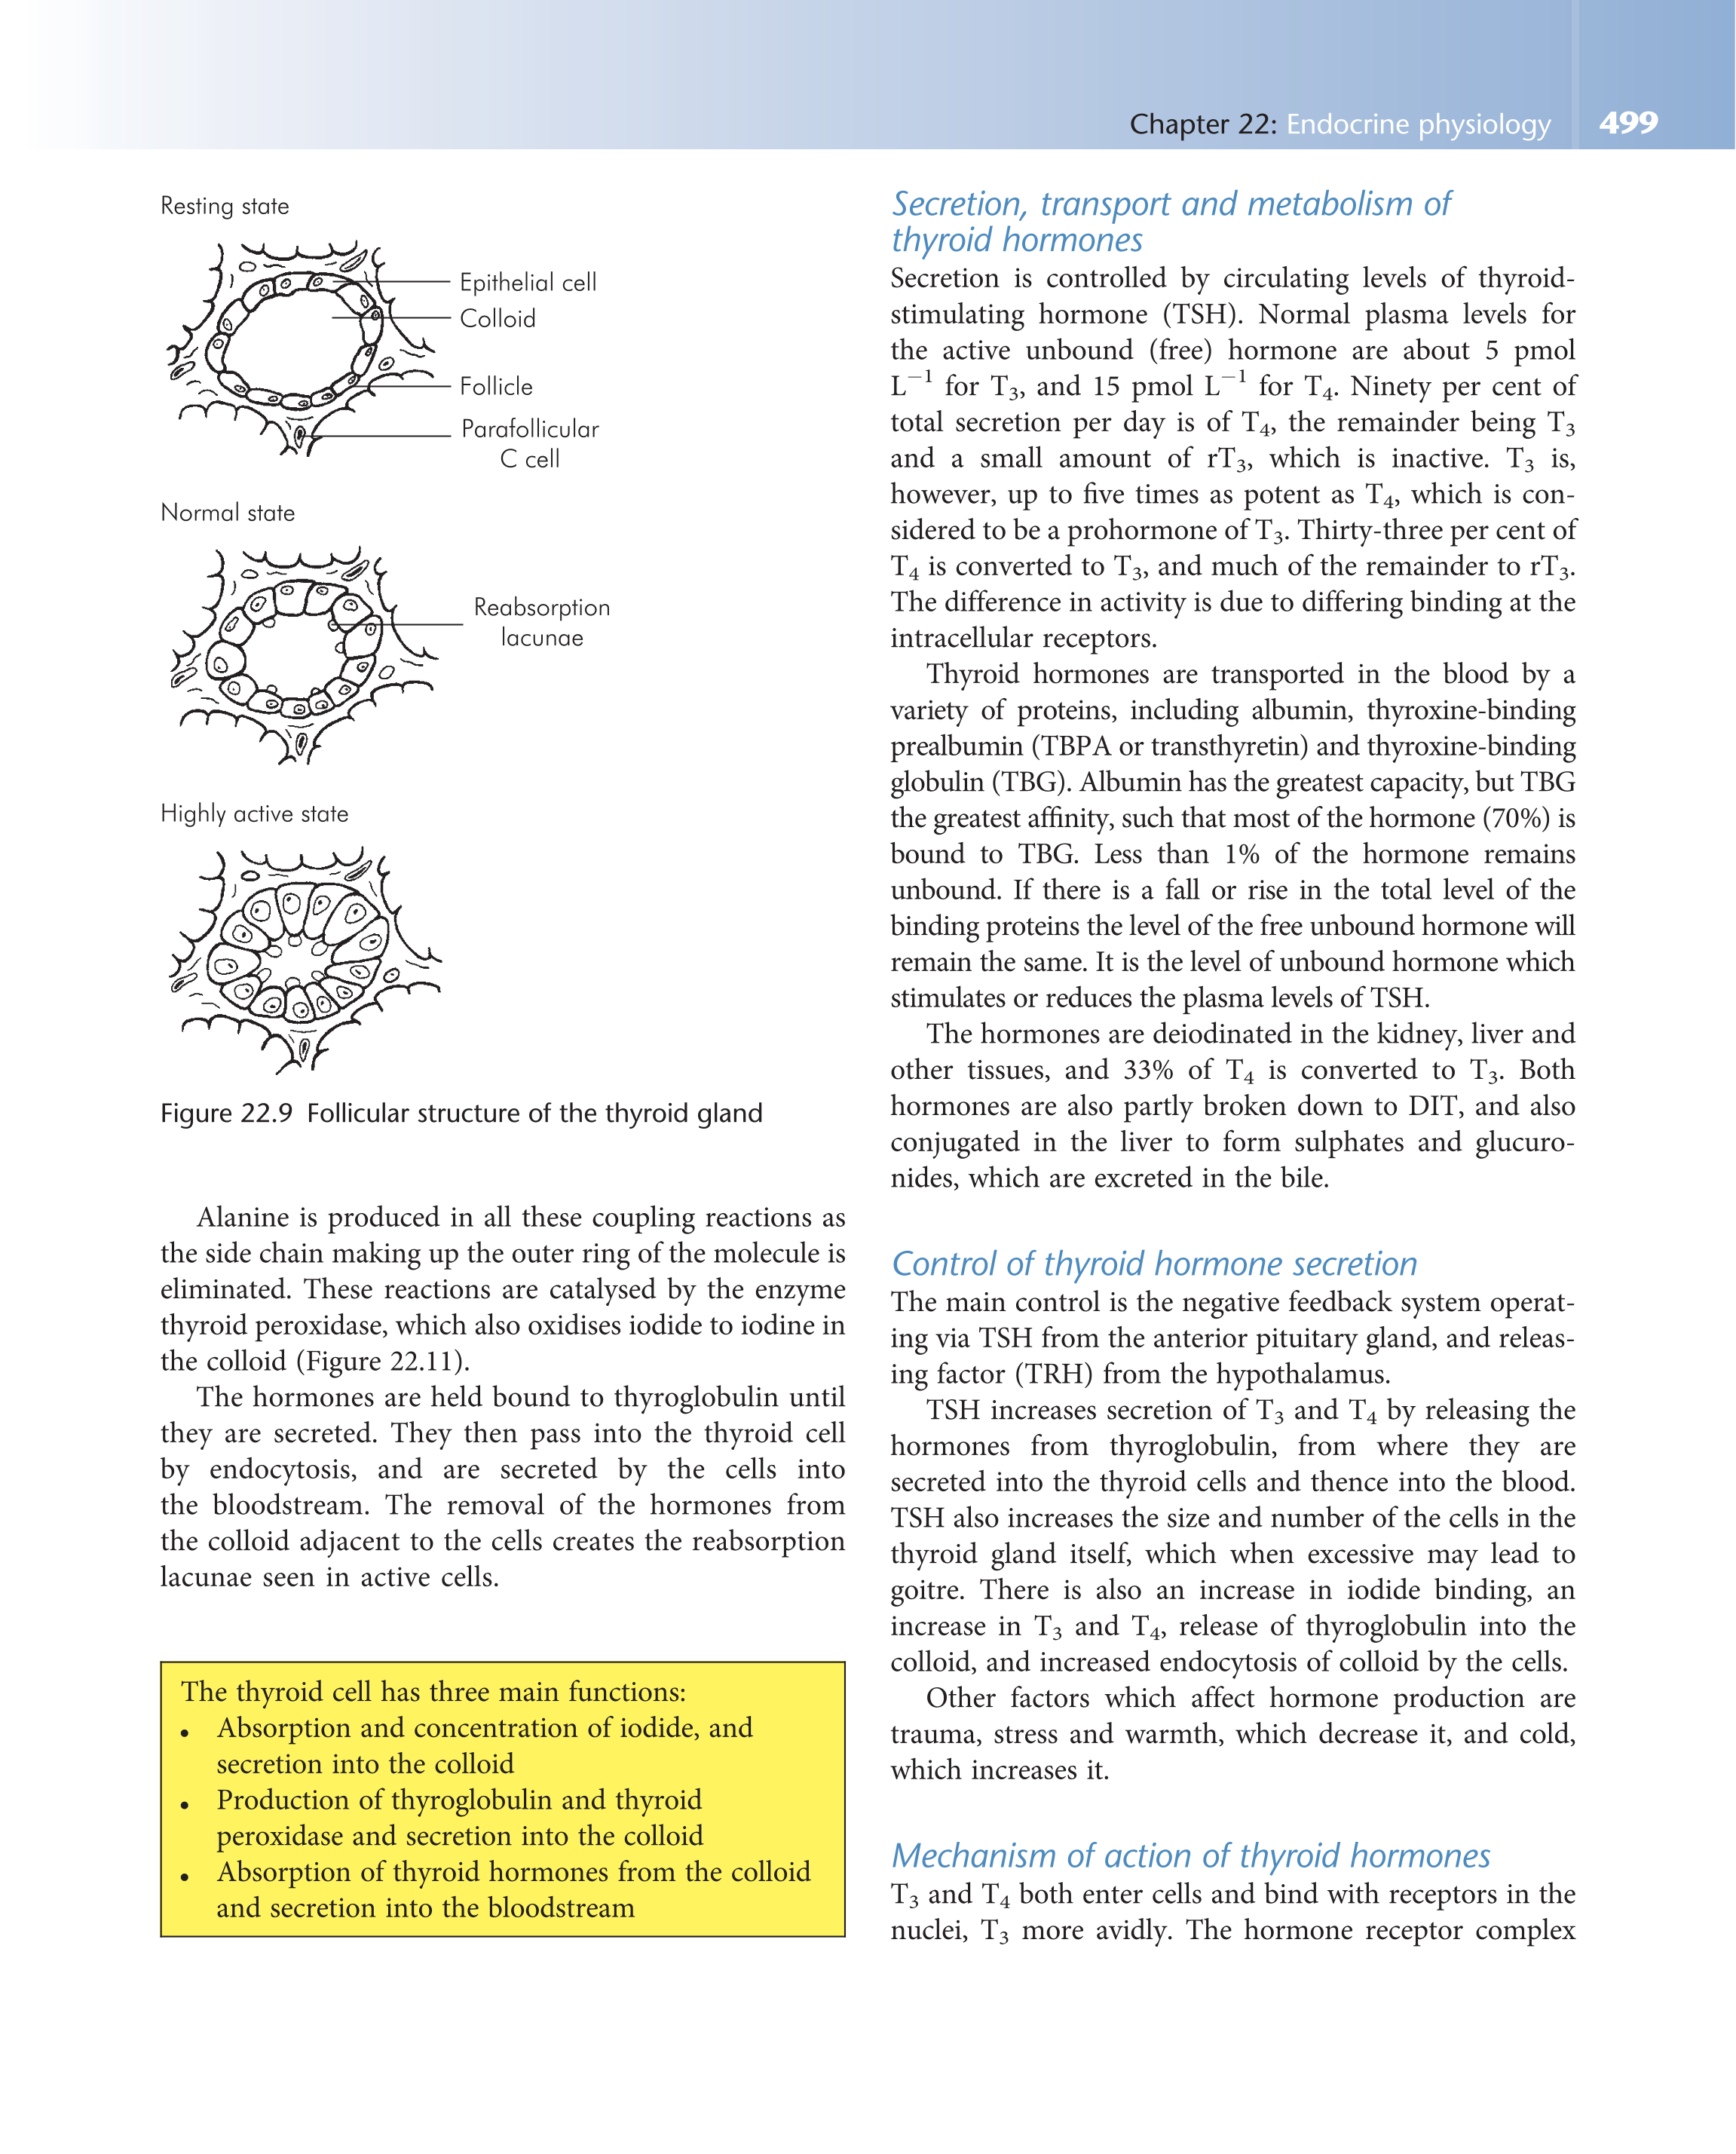 Chapter 22: Endocrine physiology 499
Resting state
Epithelial cell
Colloid
Follicle
Parafollicular
C cell
Normal state
Reabsorption
lacunae
Highly active state
Figure 22.9 Follicular structure of the thyroid gland
Alanine is produced in all these coupling reactions as
the side chain making up the outer ring of the molecule is
eliminated. These reactions are catalysed by the enzyme
thyroid peroxidase, which also oxidises iodide to iodine in
the colloid (Figure 22.11).
The hormones are held bound to thyroglobulin until
they are secreted. They then pass into the thyroid cell
by endocytosis, and are secreted by the cells into
the bloodstream. The removal of the hormones from
the colloid adjacent to the cells creates the reabsorption
lacunae seen in active cells.
The thyroid cell has three main functions:
• Absorption and concentration of iodide, and
secretion into the colloid
• Production of thyroglobulin and thyroid
peroxidase and secretion into the colloid
• Absorption of thyroid hormones from the colloid
and secretion into the bloodstream
Secretion, transport and metabolism of
thyroid hormones
Secretion is controlled by circulating levels of thyroid-
stimulating hormone (TSH). Normal plasma levels for
the active unbound (free) hormone are about 5 pmol
L⁻¹ for T₃, and 15 pmol L⁻¹ for T₄. Ninety per cent of
total secretion per day is of T₄, the remainder being T₃
and a small amount of rT₃, which is inactive. T₃ is,
however, up to five times as potent as T₄, which is con-
sidered to be a prohormone of T₃. Thirty-three per cent of
T₄ is converted to T₃, and much of the remainder to rT₃.
The difference in activity is due to differing binding at the
intracellular receptors.
Thyroid hormones are transported in the blood by a
variety of proteins, including albumin, thyroxine-binding
prealbumin (TBPA or transthyretin) and thyroxine-binding
globulin (TBG). Albumin has the greatest capacity, but TBG
the greatest affinity, such that most of the hormone (70%) is
bound to TBG. Less than 1% of the hormone remains
unbound. If there is a fall or rise in the total level of the
binding proteins the level of the free unbound hormone will
remain the same. It is the level of unbound hormone which
stimulates or reduces the plasma levels of TSH.
The hormones are deiodinated in the kidney, liver and
other tissues, and 33% of T₄ is converted to T₃. Both
hormones are also partly broken down to DIT, and also
conjugated in the liver to form sulphates and glucuro-
nides, which are excreted in the bile.
Control of thyroid hormone secretion
The main control is the negative feedback system operat-
ing via TSH from the anterior pituitary gland, and releas-
ing factor (TRH) from the hypothalamus.
TSH increases secretion of T₃ and T₄ by releasing the
hormones from thyroglobulin, from where they are
secreted into the thyroid cells and thence into the blood.
TSH also increases the size and number of the cells in the
thyroid gland itself, which when excessive may lead to
goitre. There is also an increase in iodide binding, an
increase in T₃ and T₄, release of thyroglobulin into the
colloid, and increased endocytosis of colloid by the cells.
Other factors which affect hormone production are
trauma, stress and warmth, which decrease it, and cold,
which increases it.
Mechanism of action of thyroid hormones
T₃ and T₄ both enter cells and bind with receptors in the
nuclei, T₃ more avidly. The hormone receptor complex